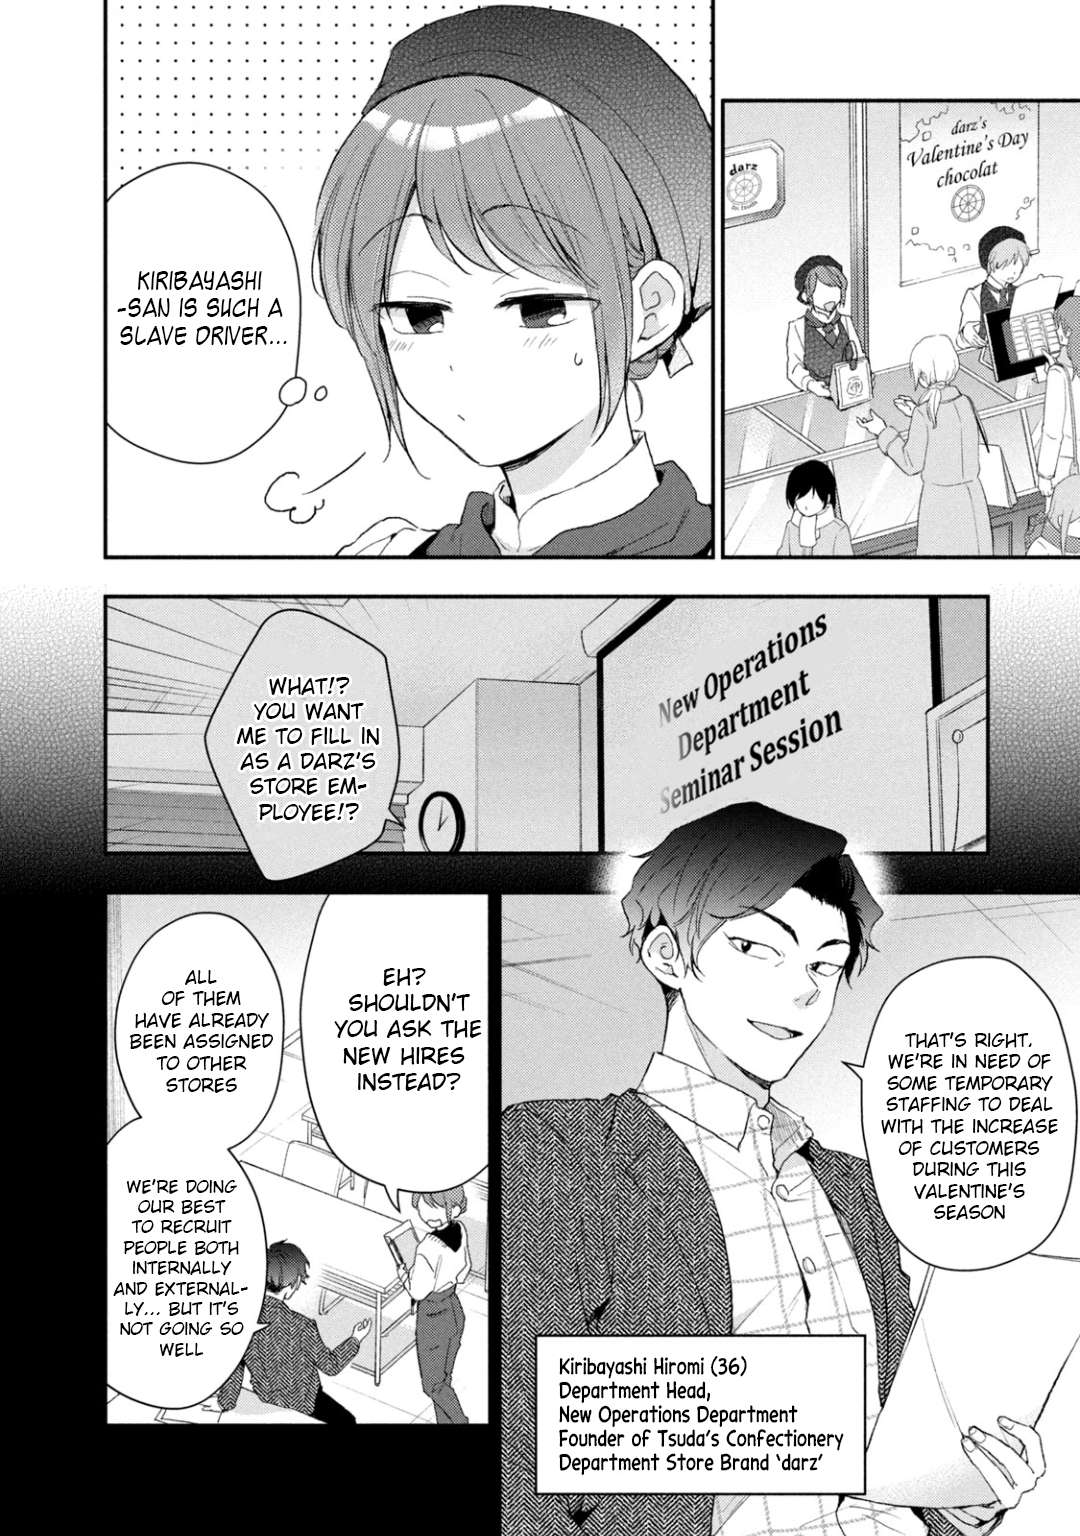 darz's
Valentine's Day
chocolat
darz
KIRIBAYASHI
-SAN IS SUCH A
SLAVE DRIVER...
New Operations
Department
Seminar Session
WHAT!?
YOU WANT
ME TO FILL IN
AS A DARZ'S
STORE EM-
PLOYEE!?
THAT'S RIGHT.
WE'RE IN NEED OF
SOME TEMPORARY
STAFFING TO DEAL
WITH THE INCREASE
OF CUSTOMERS
DURING THIS
VALENTINE'S
SEASON
Kiribayashi Hiromi (36)
Department Head,
New Operations Department
Founder of Tsuda's Confectionery
Department Store Brand 'darz'
EH?
SHOULDN'T
YOU ASK THE
NEW HIRES
INSTEAD?
ALL
OF THEM
HAVE ALREADY
BEEN ASSIGNED
TO OTHER
STORES
WE'RE DOING
OUR BEST
TO RECRUIT
PEOPLE BOTH
INTERNALLY
AND EXTERNAL-
LY... BUT IT'S
NOT GOING SO
WELL